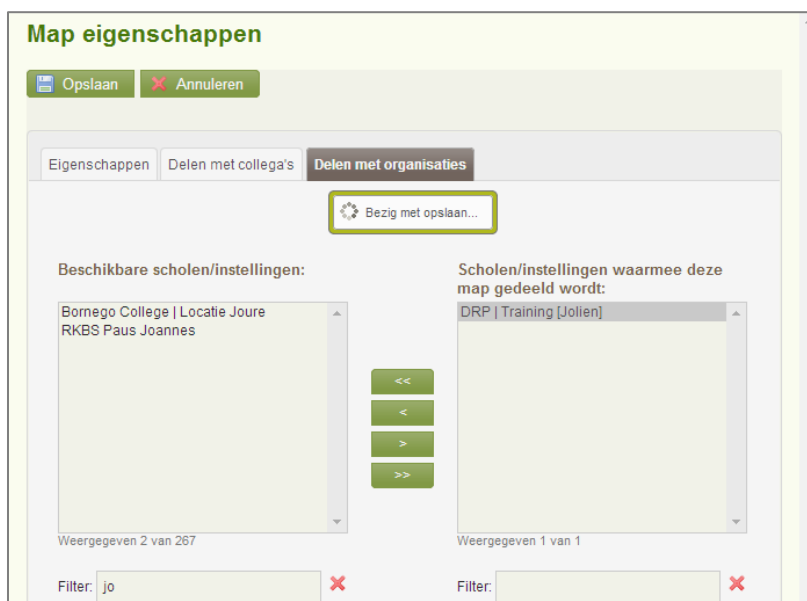 Map eigenschappen
Opslaan
Annuleren
Eigenschappen
Delen met collega's
Delen met organisaties
Bezig met opslaan...
Beschikbare scholen/instellingen:
Scholen/instellingen waarmee deze
map gedeeld wordt:
Bornego College | Locatie Joure
RKBS Paus Joannes
DRP | Training [Jolien]
<<
<
>
>>
Weergegeven 2 van 267
Weergegeven 1 van 1
Filter: jo
Filter: